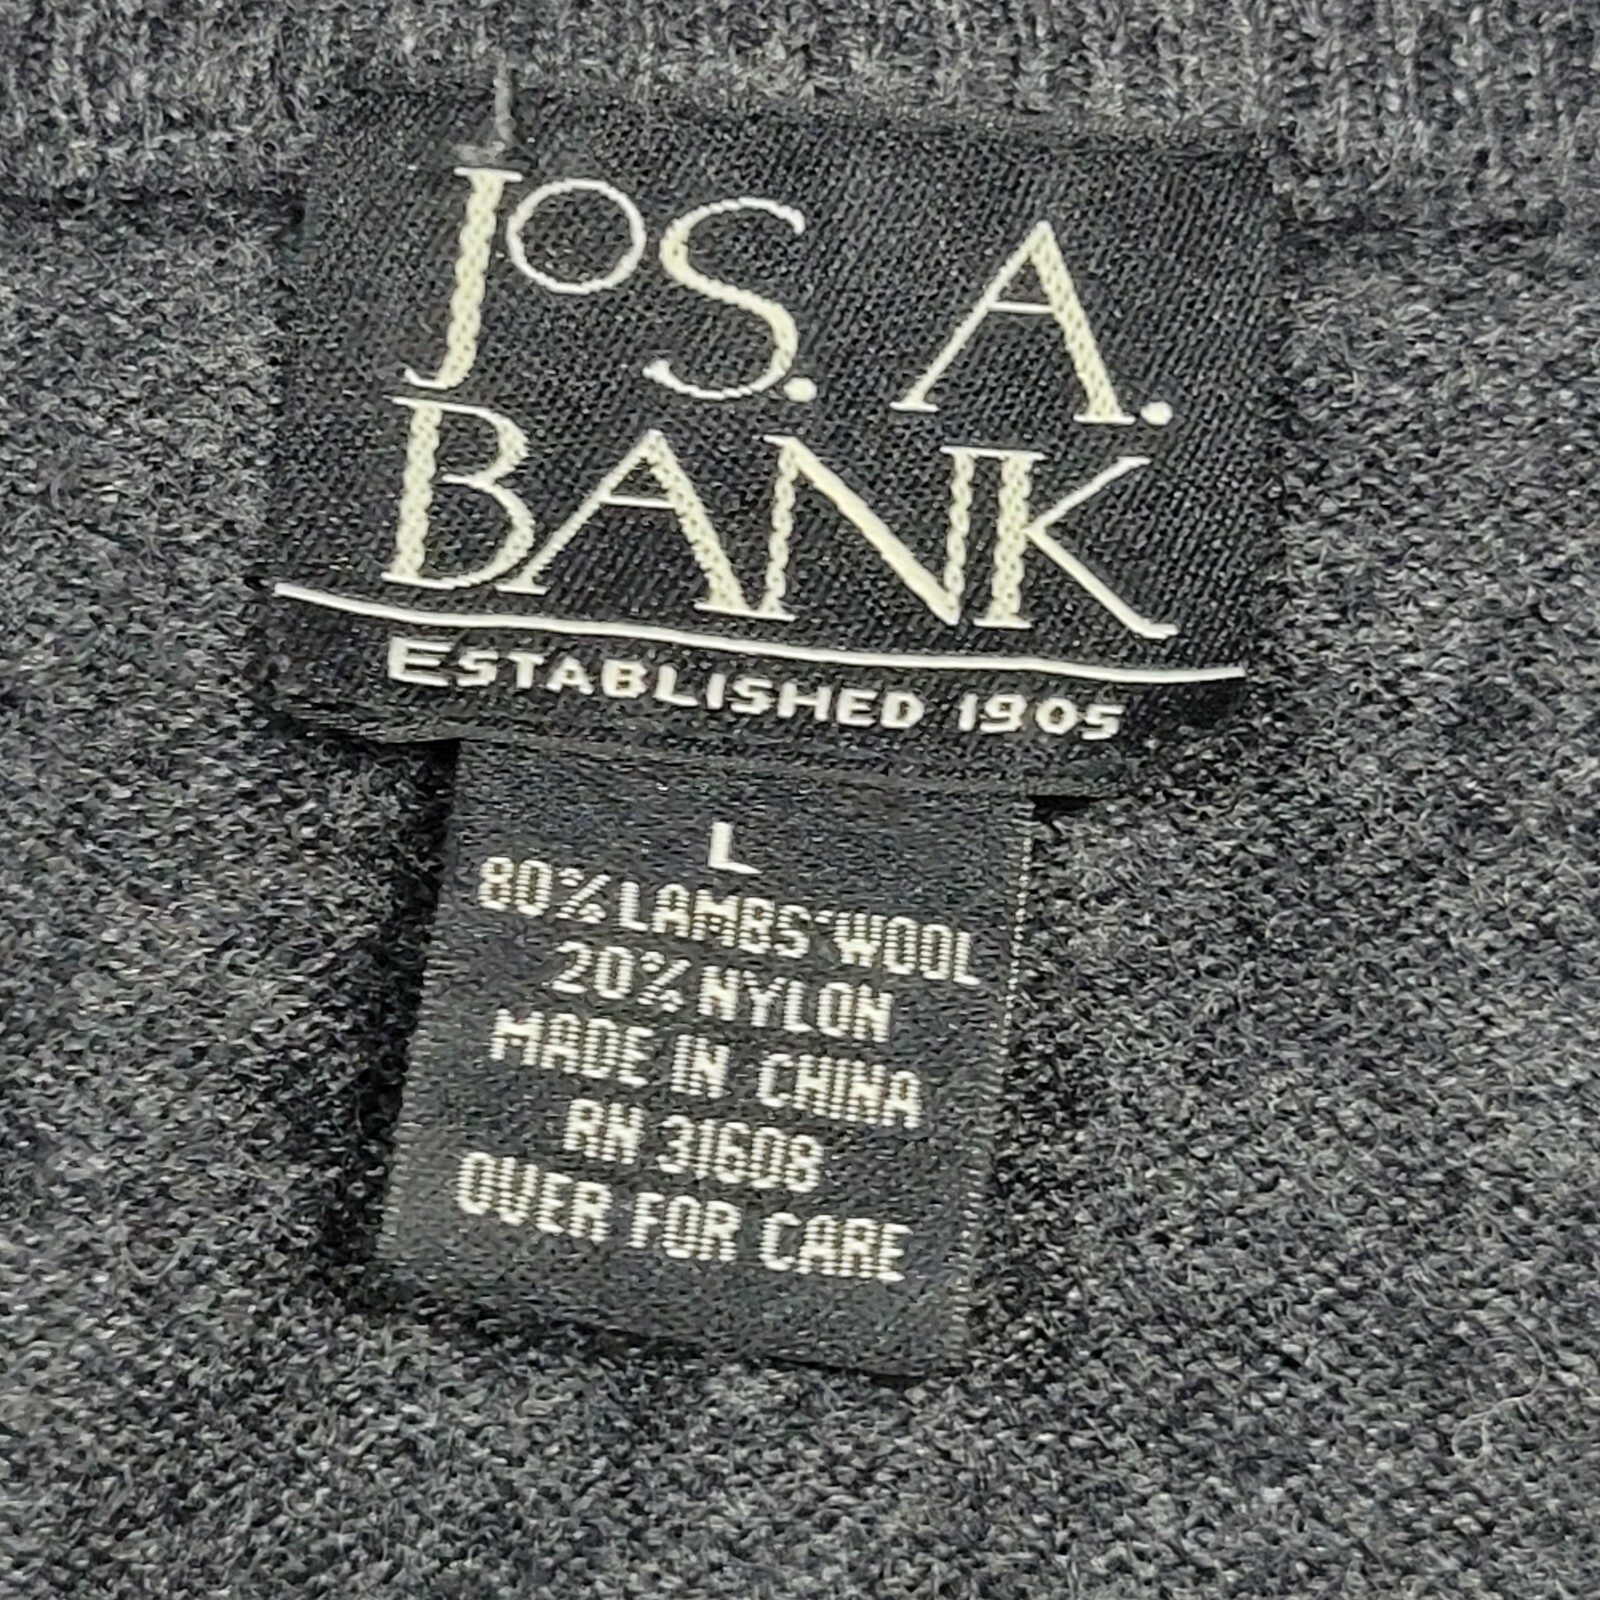 JOS. A.
BANK
ESTABLISHED 1905
L
80% LAMBS'WOOL
20% NYLON
MADE IN CHINA
RN 31608
OVER FOR CARE